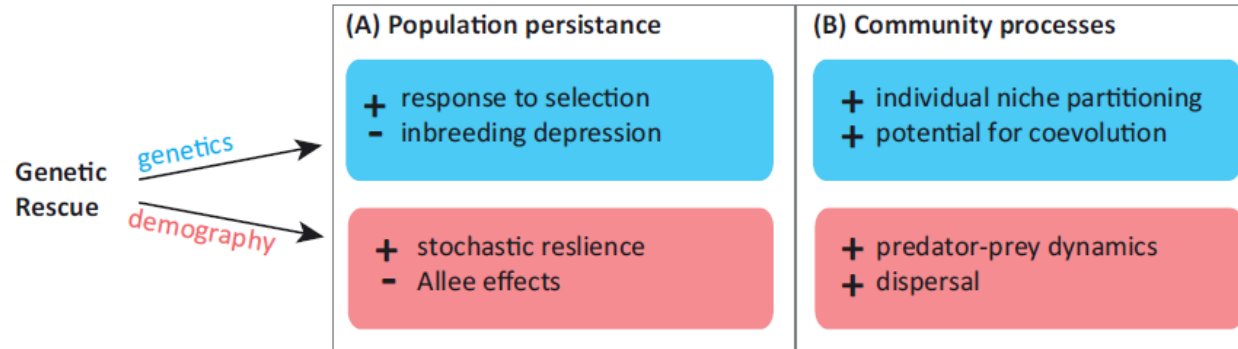 (A) Population persistance
(B) Community processes
Genetic
Rescue
genetics
demography
+ response to selection
- inbreeding depression
+ individual niche partitioning
+ potential for coevolution
+ stochastic reslience
- Allee effects
+ predator-prey dynamics
+ dispersal